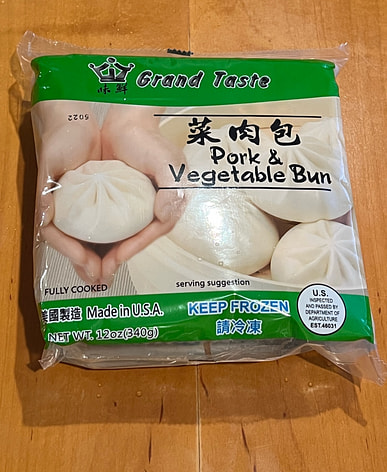 味鮮 Grand Taste
5022
菜肉包
Pork &
Vegetable Bun
FULLY COOKED
serving suggestion
美國製造 Made in U.S.A.
NET WT. 12oz(340g)
KEEP FROZEN
請冷凍
U.S.
INSPECTED
AND PASSED BY
DEPARTMENT OF
AGRICULTURE
EST.46031